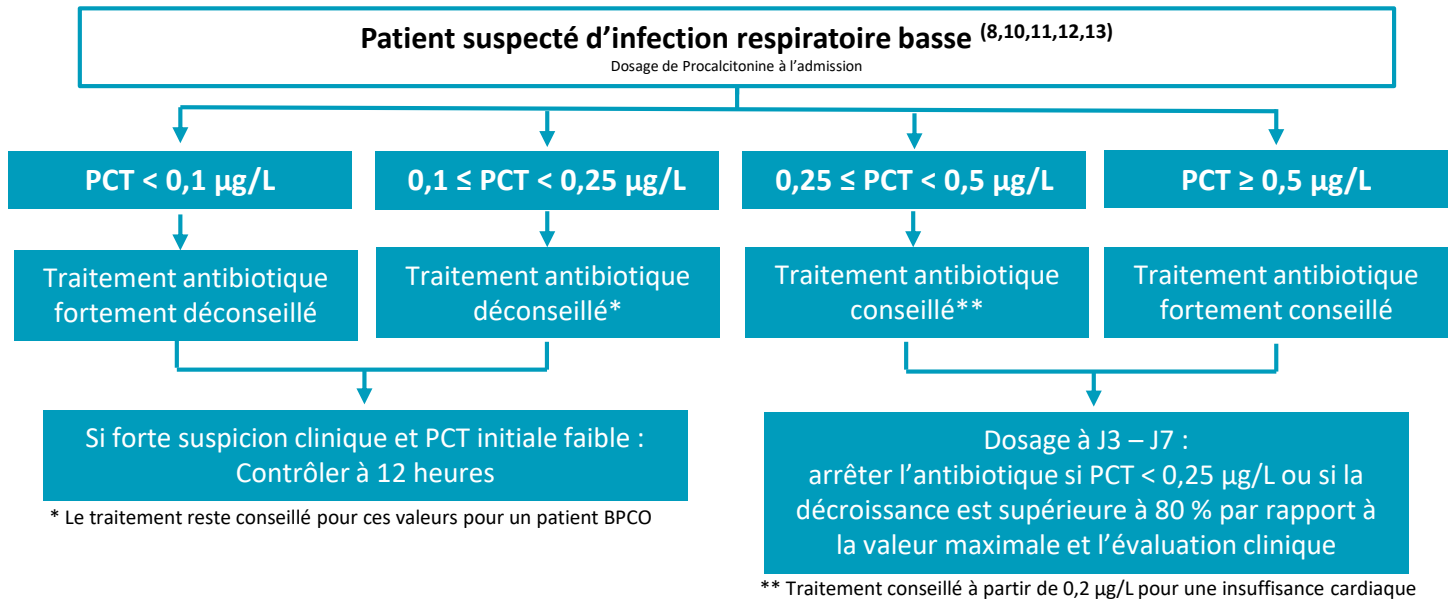 Patient suspecté d’infection respiratoire basse (8,10,11,12,13)
Dosage de Procalcitonine à l’admission
PCT < 0,1 µg/L
0,1 ≤ PCT < 0,25 µg/L
0,25 ≤ PCT < 0,5 µg/L
PCT ≥ 0,5 µg/L
Traitement antibiotique
fortement déconseillé
Traitement antibiotique
déconseillé*
Traitement antibiotique
conseillé**
Traitement antibiotique
fortement conseillé
Si forte suspicion clinique et PCT initiale faible :
Contrôler à 12 heures
* Le traitement reste conseillé pour ces valeurs pour un patient BPCO
Dosage à J3 – J7 :
arrêter l’antibiotique si PCT < 0,25 µg/L ou si la
décroissance est supérieure à 80 % par rapport à
la valeur maximale et l’évaluation clinique
** Traitement conseillé à partir de 0,2 µg/L pour une insuffisance cardiaque